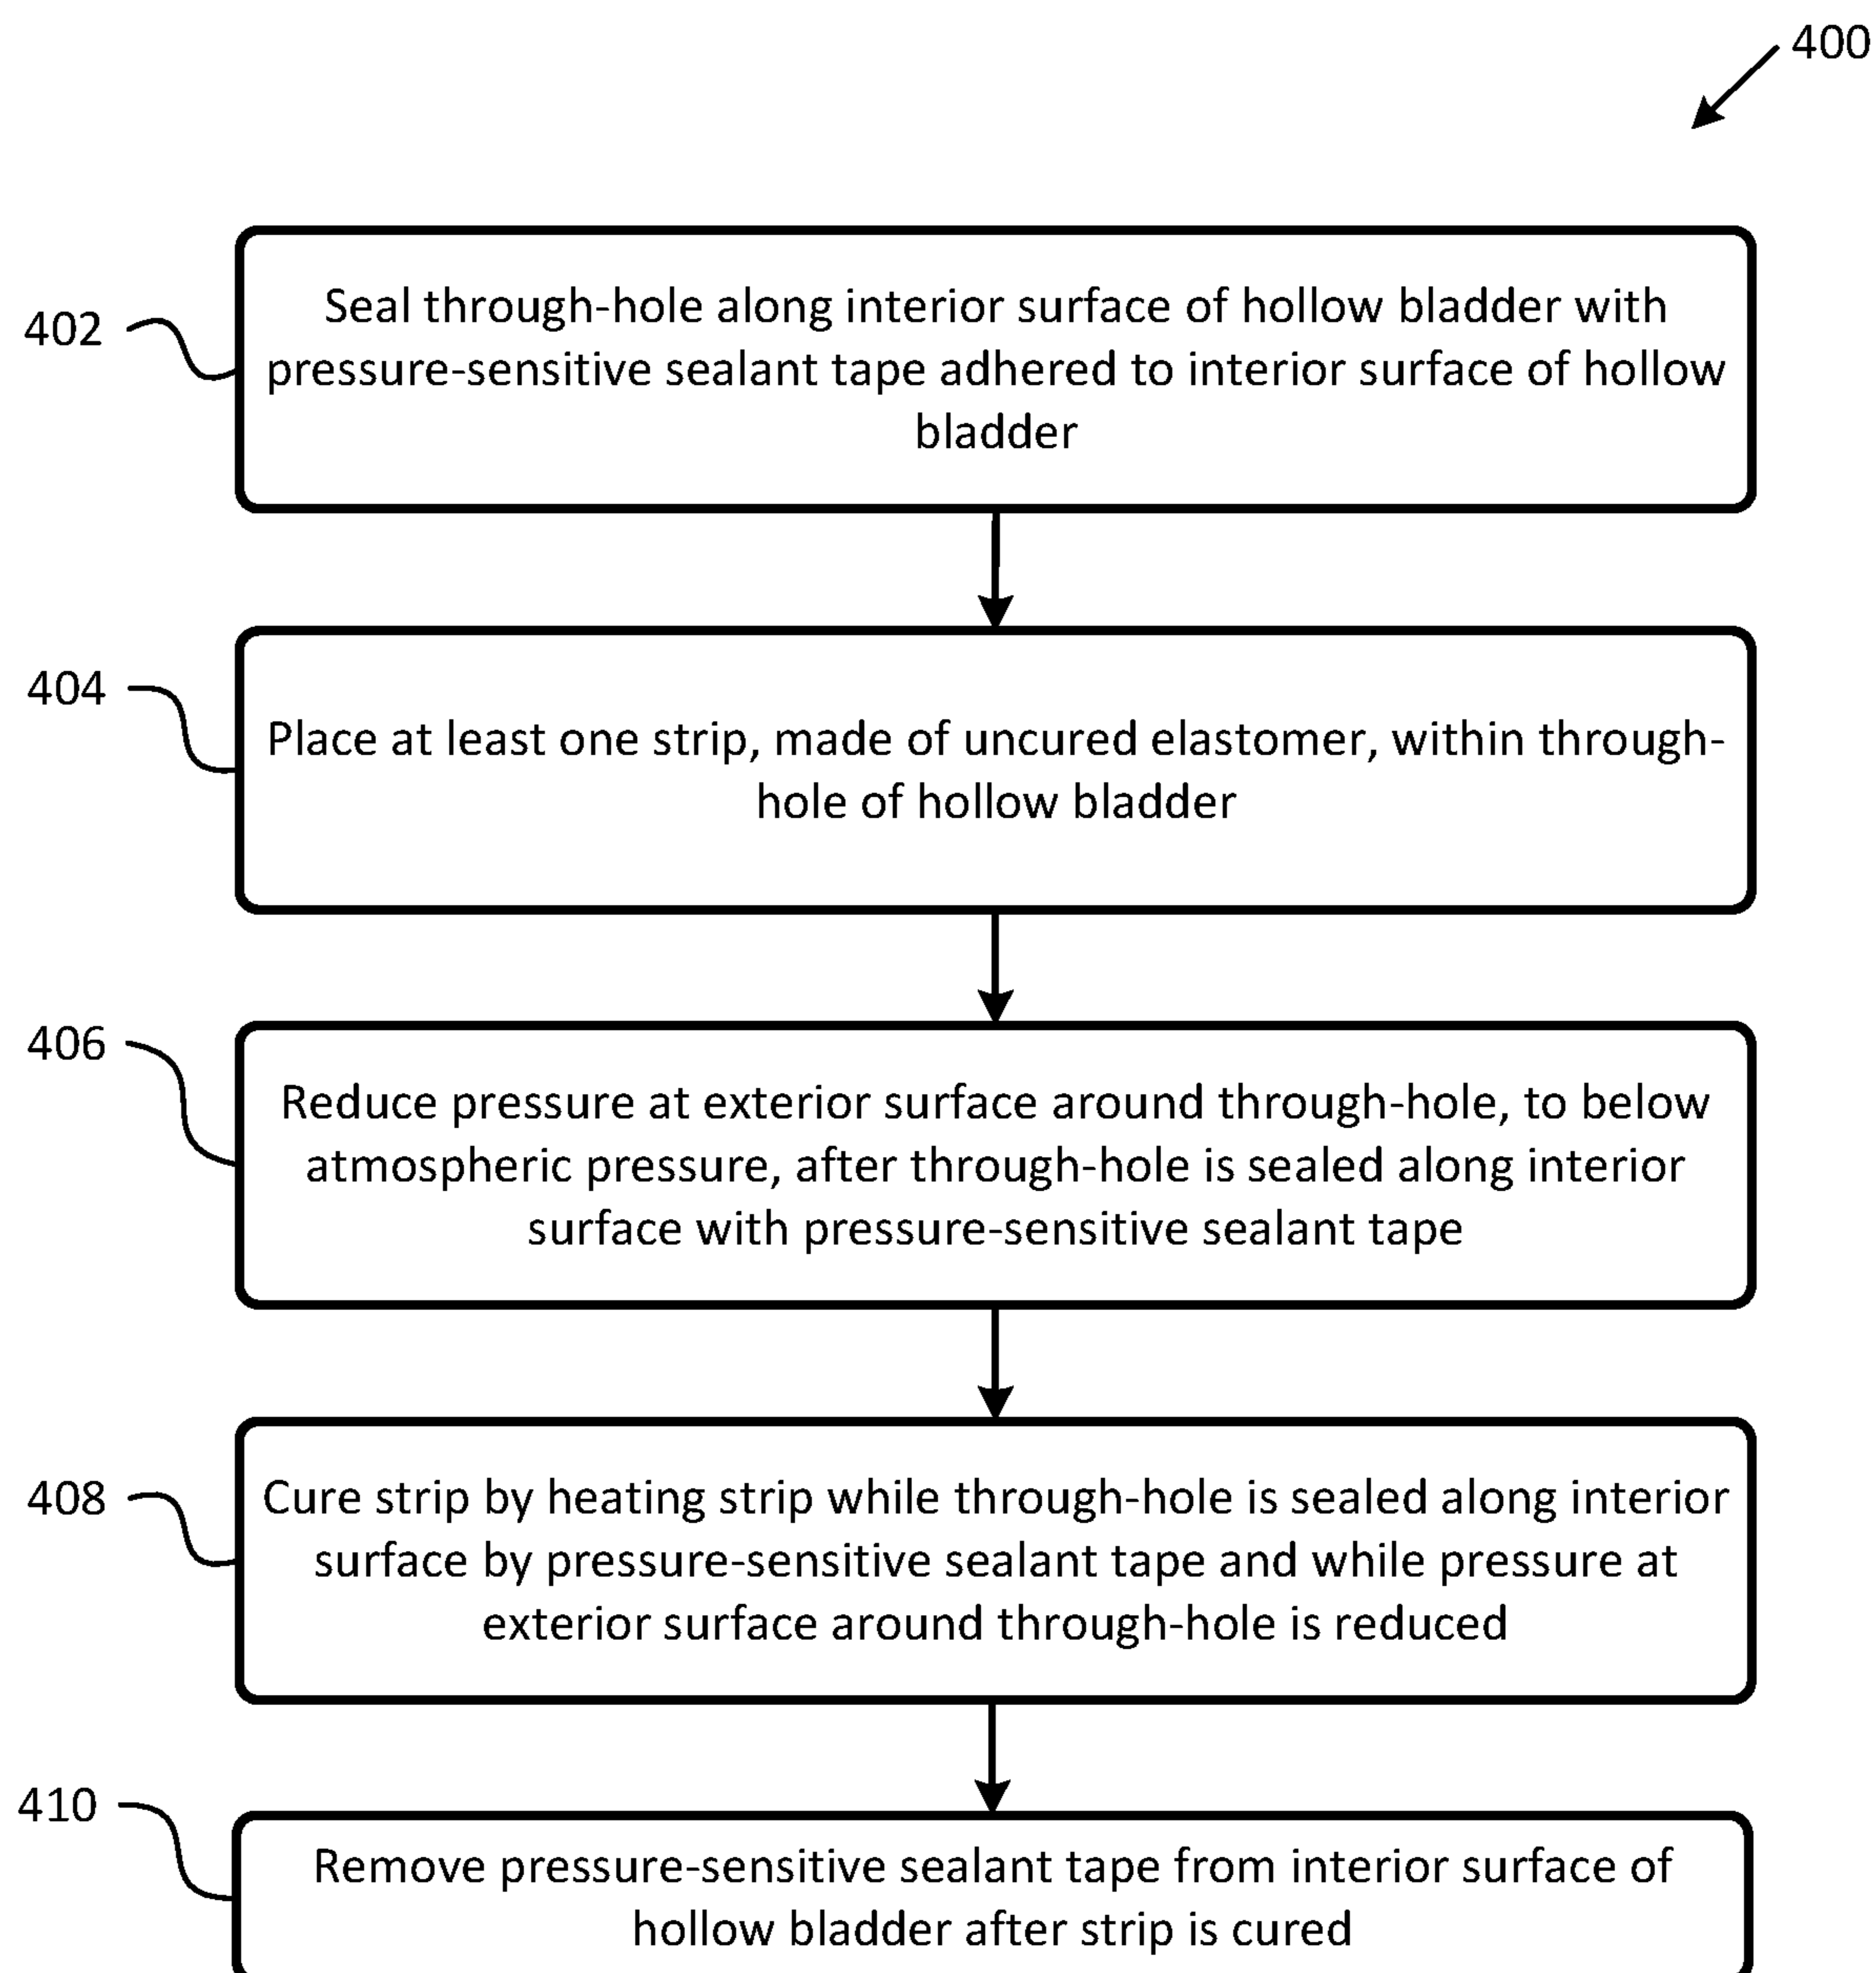 400
402
Seal through-hole along interior surface of hollow bladder with
pressure-sensitive sealant tape adhered to interior surface of hollow
bladder
404
Place at least one strip, made of uncured elastomer, within through-
hole of hollow bladder
406
Reduce pressure at exterior surface around through-hole, to below
atmospheric pressure, after through-hole is sealed along interior
surface with pressure-sensitive sealant tape
408
Cure strip by heating strip while through-hole is sealed along interior
surface by pressure-sensitive sealant tape and while pressure at
exterior surface around through-hole is reduced
410
Remove pressure-sensitive sealant tape from interior surface of
hollow bladder after strip is cured